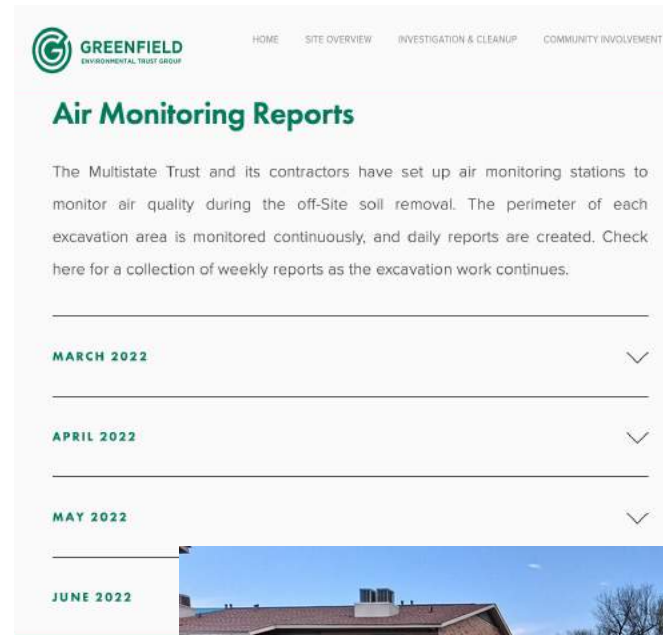 GREENFIELD
ENVIRONMENTAL TRUST GROUP
HOME SITE OVERVIEW INVESTIGATION & CLEANUP COMMUNITY INVOLVEMENT
Air Monitoring Reports
The Multistate Trust and its contractors have set up air monitoring stations to
monitor air quality during the off-Site soil removal. The perimeter of each
excavation area is monitored continuously, and daily reports are created. Check
here for a collection of weekly reports as the excavation work continues.
MARCH 2022
APRIL 2022
MAY 2022
JUNE 2022